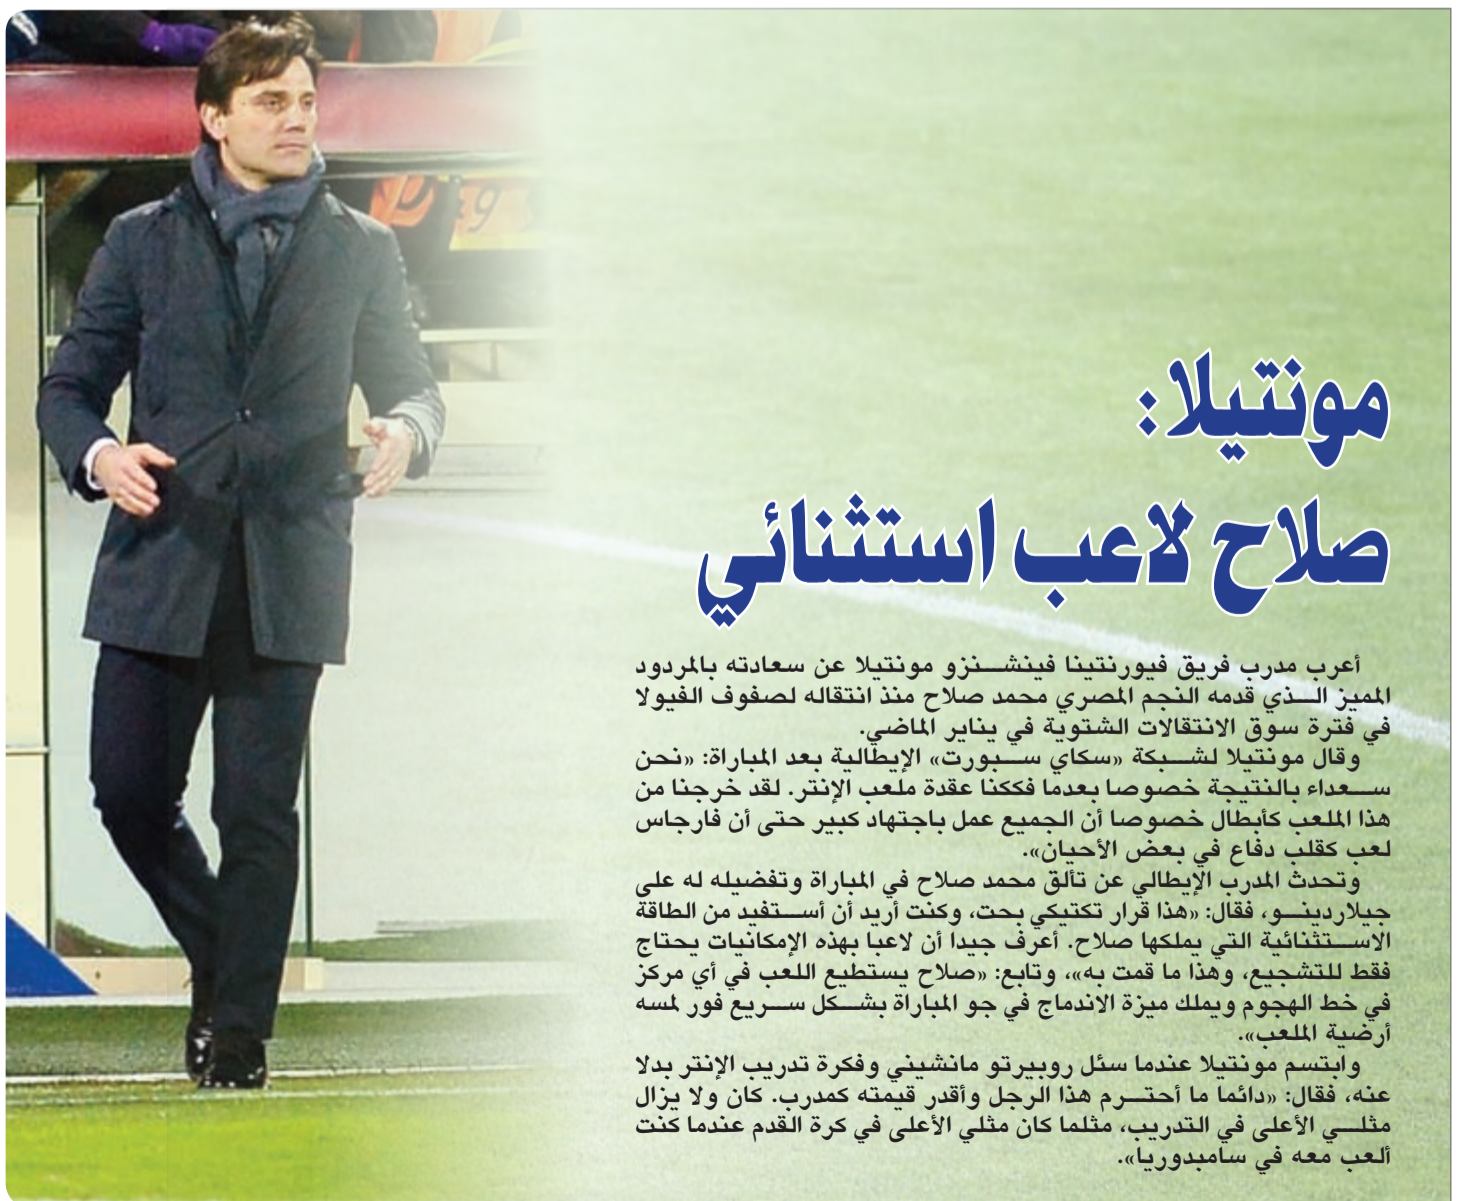 مونتيلا:
صلاح لاعب استثنائي
أعرب مدرب فريق فيورنتينا فينشنزو مونتيلا عن سعادته بالمردود
المميز الذي قدمه النجم المصري محمد صلاح منذ انتقاله لصفوف الفيولا
في فترة سوق الانتقالات الشتوية في يناير الماضي.
وقال مونتيلا لشبكة «سكاي سبورت» الإيطالية بعد المباراة: «نحن
سعداء بالنتيجة خصوصا بعدما فككنا عقدة ملعب الإنتر. لقد خرجنا من
هذا الملعب كأبطال خصوصا أن الجميع عمل باجتهاد كبير حتى أن فارجاس
لعب كقلب دفاع في بعض الأحيان».
وتحدث المدرب الإيطالي عن تألق محمد صلاح في المباراة وتفضيله له على
جيلاردينو، فقال: «هذا قرار تكتيكي بحت، وكنت أريد أن أستفيد من الطاقة
الاستثنائية التي يملكها صلاح. أعرف جيدا أن لاعبا بهذه الإمكانيات يحتاج
فقط للتشجيع، وهذا ما قمت به»، وتابع: «صلاح يستطيع اللعب في أي مركز
في خط الهجوم ويملك ميزة الاندماج في جو المباراة بشكل سريع فور لمسه
أرضية الملعب».
وابتسم مونتيلا عندما سئل روبيرتو مانشيني وفكرة تدريب الإنتر بدلا
عنه، فقال: «دائما ما أحترم هذا الرجل وأقدر قيمته كمدرب. كان ولا يزال
مثلي الأعلى في التدريب، مثلما كان مثلي الأعلى في كرة القدم عندما كنت
ألعب معه في سامبدوريا».